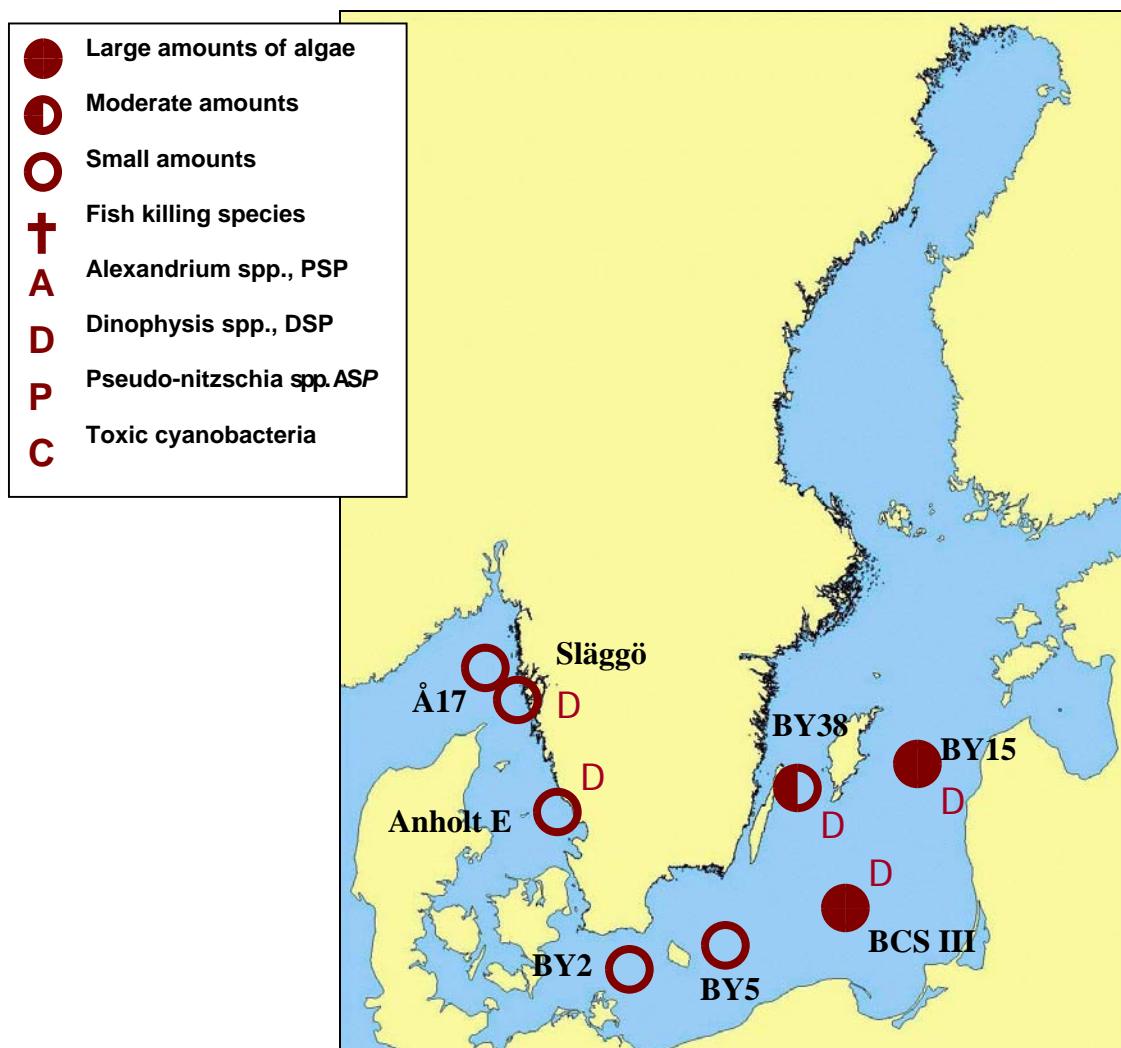 Large amounts of algae
Moderate amounts
Small amounts
Fish killing species
A Alexandrium spp., PSP
D Dinophysis spp., DSP
P Pseudo-nitzschia spp. ASP
C Toxic cyanobacteria
Släggö
Å17
D
BY38
BY15
D
D
Anholt E
D
D
BCS III
BY2
BY5